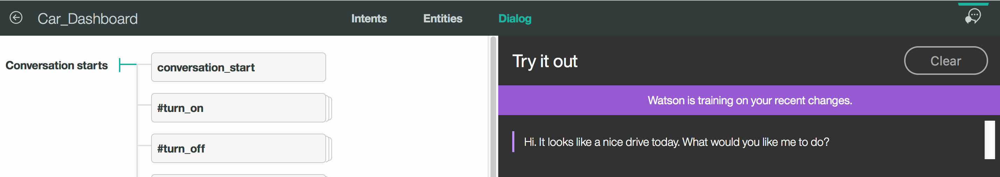 Car_Dashboard
Intents
Entities
Dialog
Conversation starts
conversation_start
#turn_on
#turn_off
Try it out
Clear
Watson is training on your recent changes.
Hi. It looks like a nice drive today. What would you like me to do?